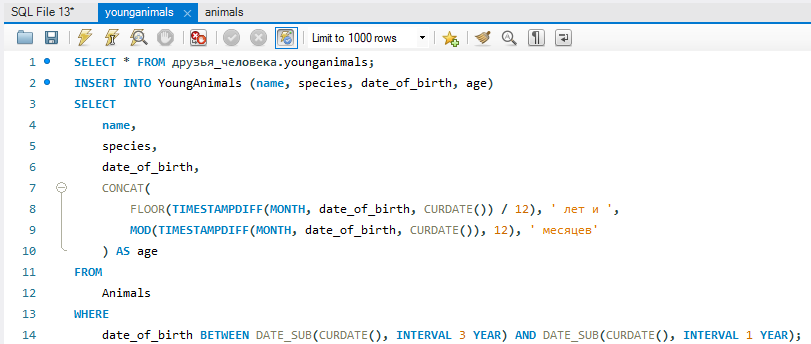 SQL File 13* younganimals animals
Limit to 1000 rows
1 SELECT * FROM друзья_человека.younganimals;
2 INSERT INTO YoungAnimals (name, species, date_of_birth, age)
3 SELECT
4 name,
5 species,
6 date_of_birth,
7 CONCAT(
8 FLOOR(TIMESTAMPDIFF(MONTH, date_of_birth, CURDATE()) / 12), ' лет и ',
9 MOD(TIMESTAMPDIFF(MONTH, date_of_birth, CURDATE()), 12), ' месяцев'
10 ) AS age
11 FROM
12 Animals
13 WHERE
14 date_of_birth BETWEEN DATE_SUB(CURDATE(), INTERVAL 3 YEAR) AND DATE_SUB(CURDATE(), INTERVAL 1 YEAR);